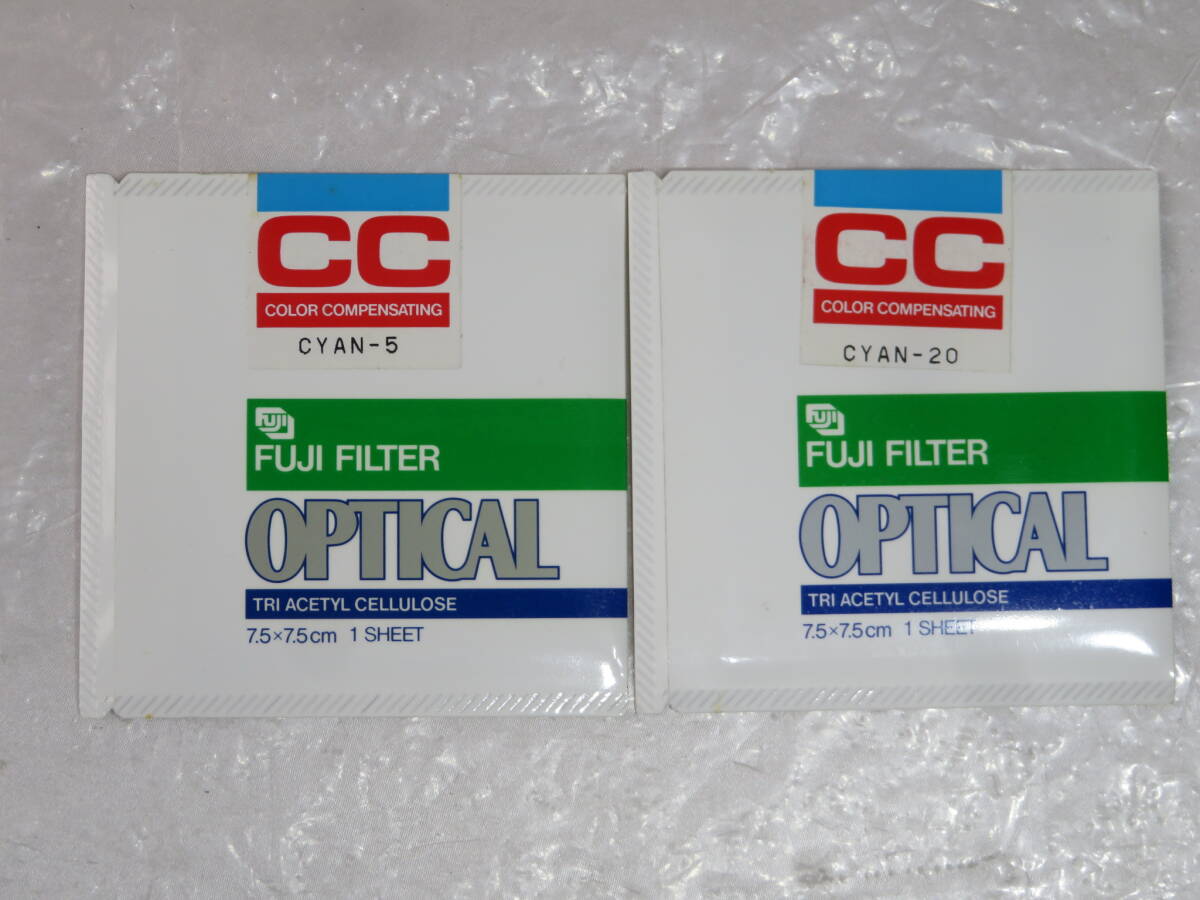 CC
COLOR COMPENSATING
CYAN-5
FUJI
FUJI FILTER
OPTICAL
TRI ACETYL CELLULOSE
7.5×7.5cm 1 SHEET
CC
COLOR COMPENSATING
CYAN-20
FUJI
FUJI FILTER
OPTICAL
TRI ACETYL CELLULOSE
7.5×7.5cm 1 SHEET